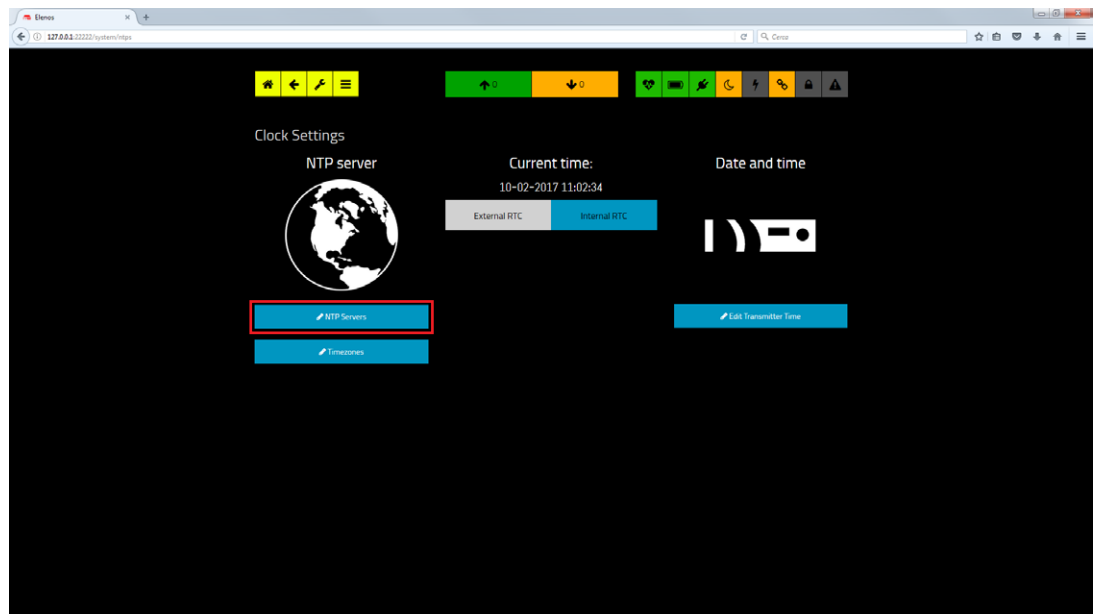 Elenos
127.0.0.1:22222/system/ntps
Cerca
0
0
Clock Settings
NTP server
Current time:
Date and time
10-02-2017 11:02:34
External RTC
Internal RTC
NTP Servers
Edit Transmitter Time
Timezones